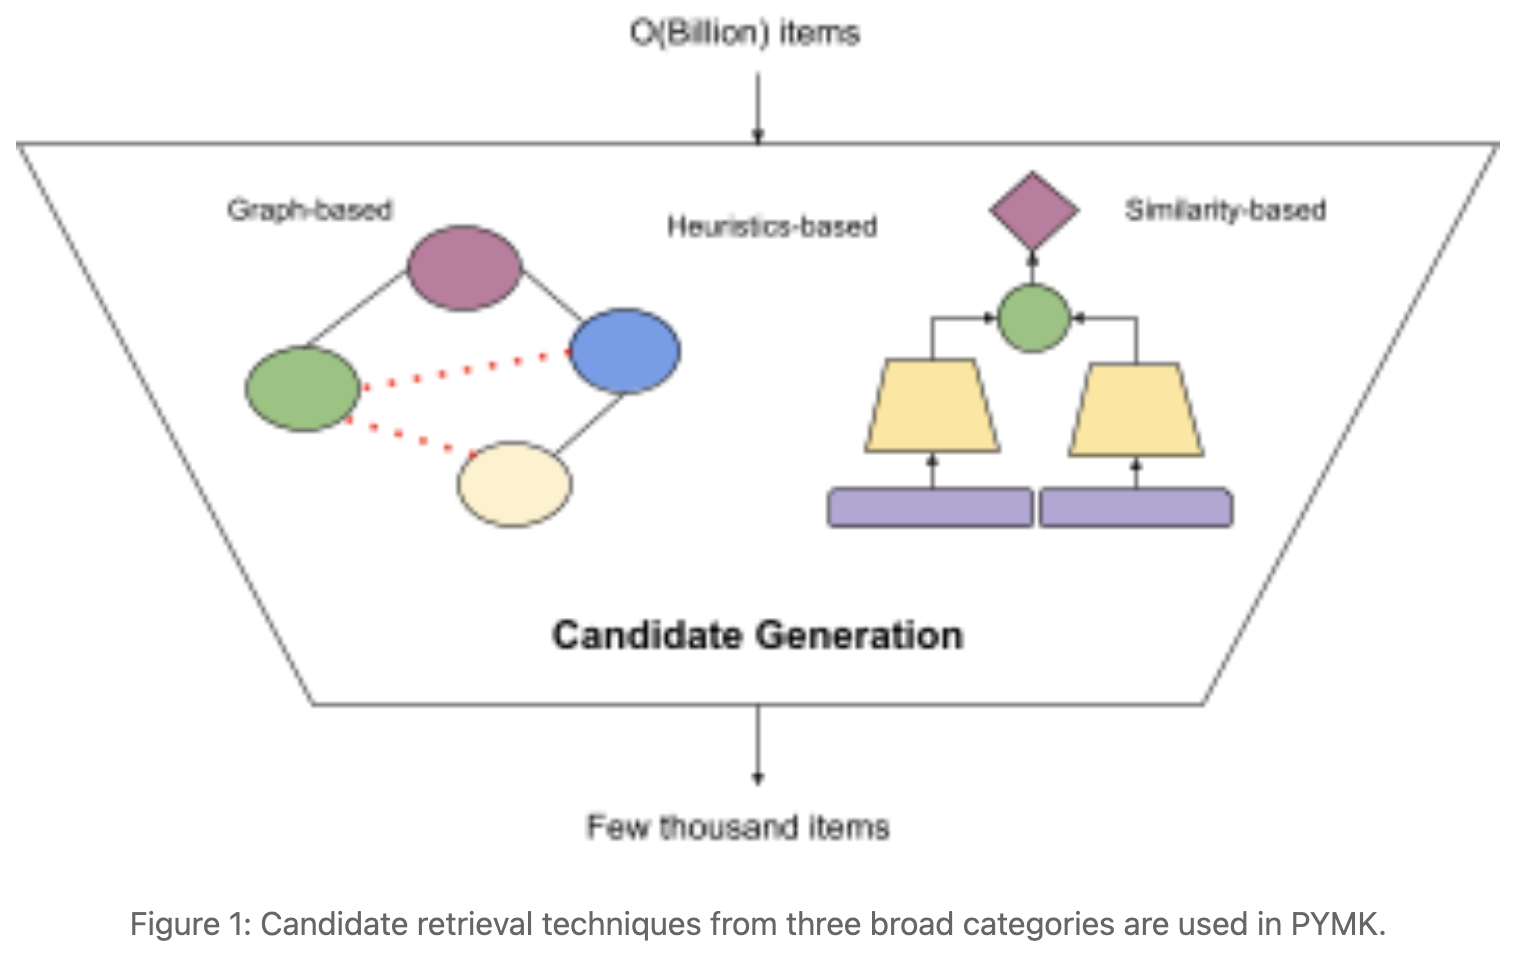 O(Billion) items
Graph-based
Heuristics-based
Similarity-based
Candidate Generation
Few thousand items
Figure 1: Candidate retrieval techniques from three broad categories are used in PYMK.